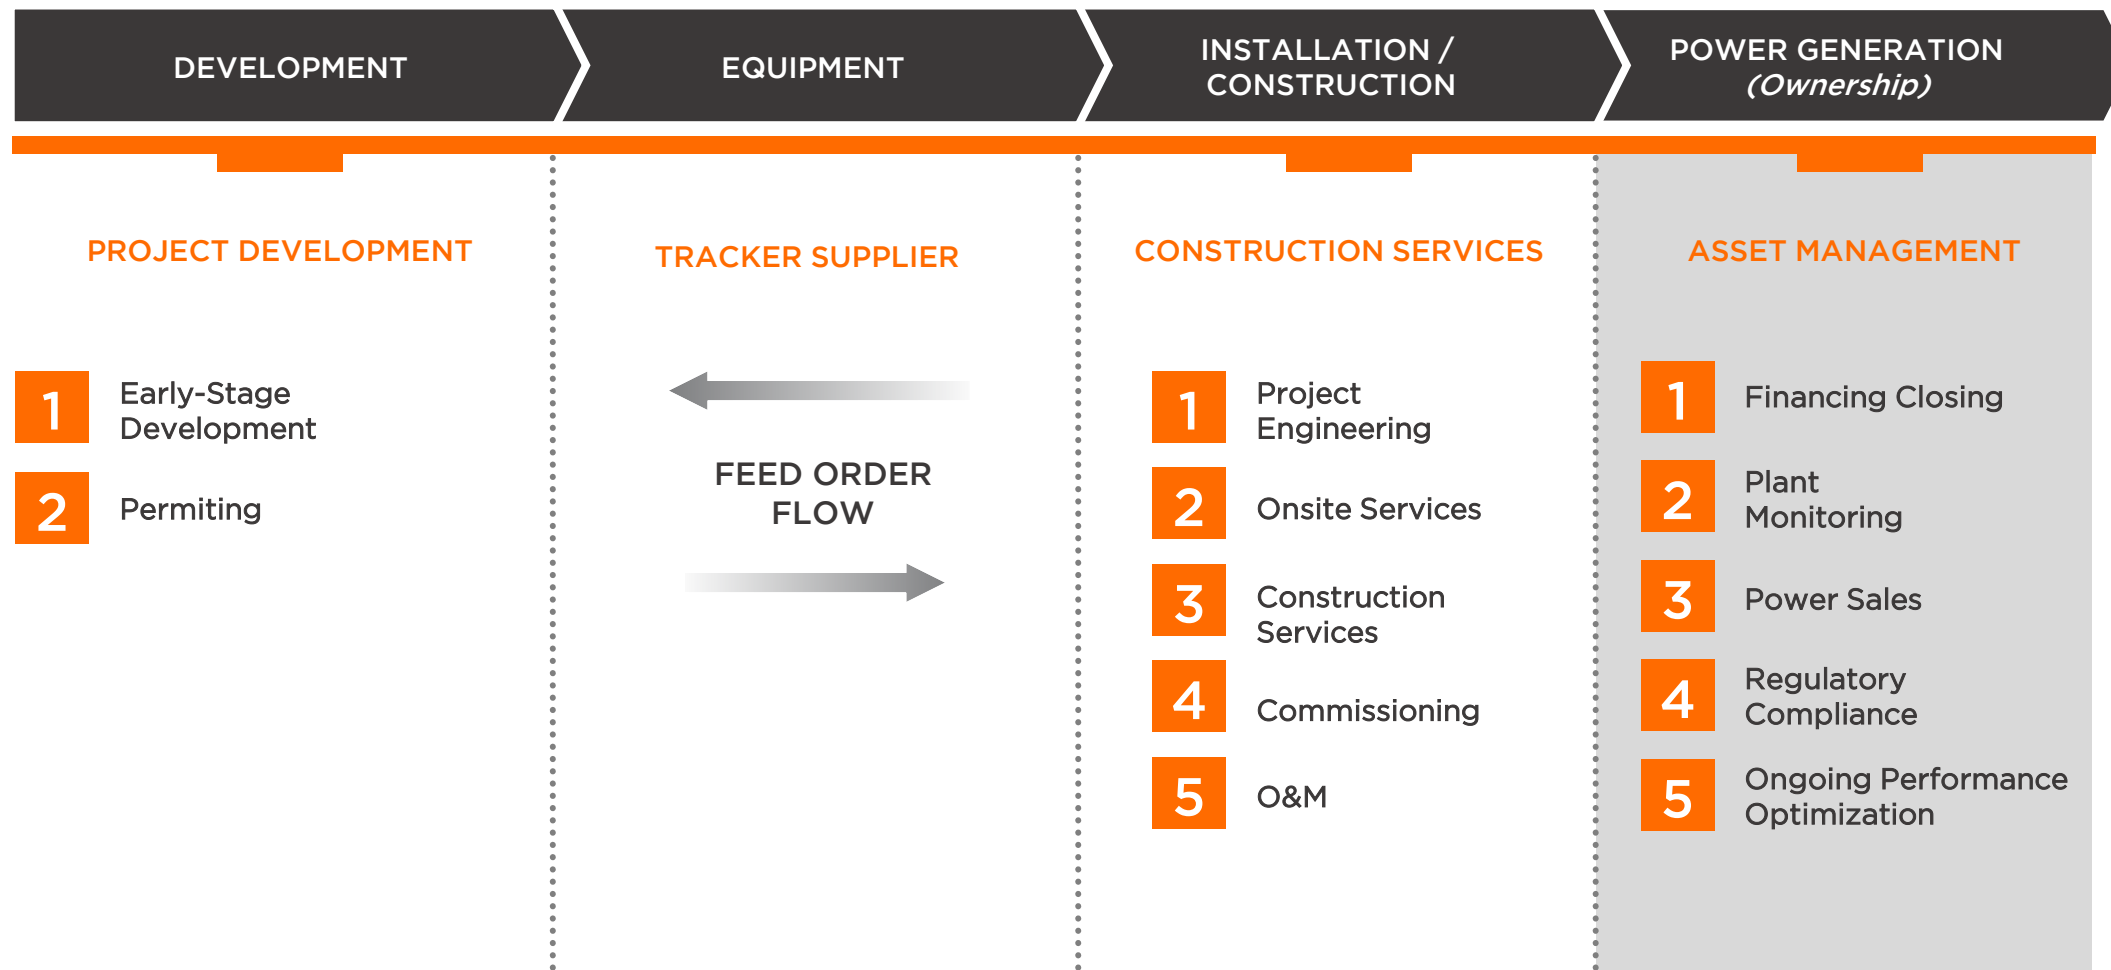 DEVELOPMENT
EQUIPMENT
INSTALLATION /
CONSTRUCTION
POWER GENERATION
(Ownership)
PROJECT DEVELOPMENT
1
Early-Stage
Development
2
Permiting
TRACKER SUPPLIER
FEED ORDER
FLOW
CONSTRUCTION SERVICES
1
Project
Engineering
2
Onsite Services
3
Construction
Services
4
Commissioning
5
O&M
ASSET MANAGEMENT
1
Financing Closing
2
Plant
Monitoring
3
Power Sales
4
Regulatory
Compliance
5
Ongoing Performance
Optimization